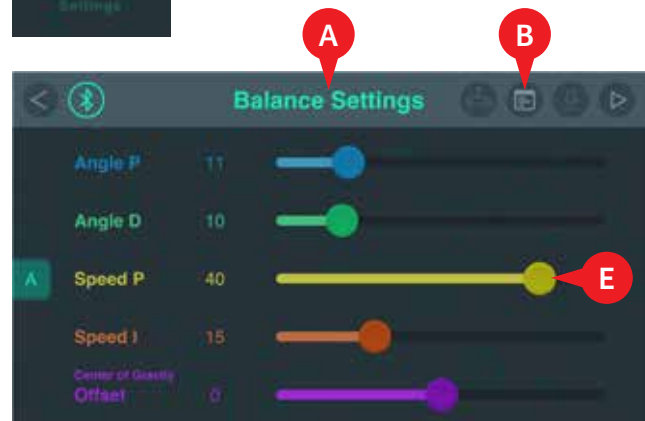 Settings
A
B
Balance Settings
Angle P 11
Angle D 10
A Speed P 40 E
Speed I 15
Center of Gravity
Offset 0